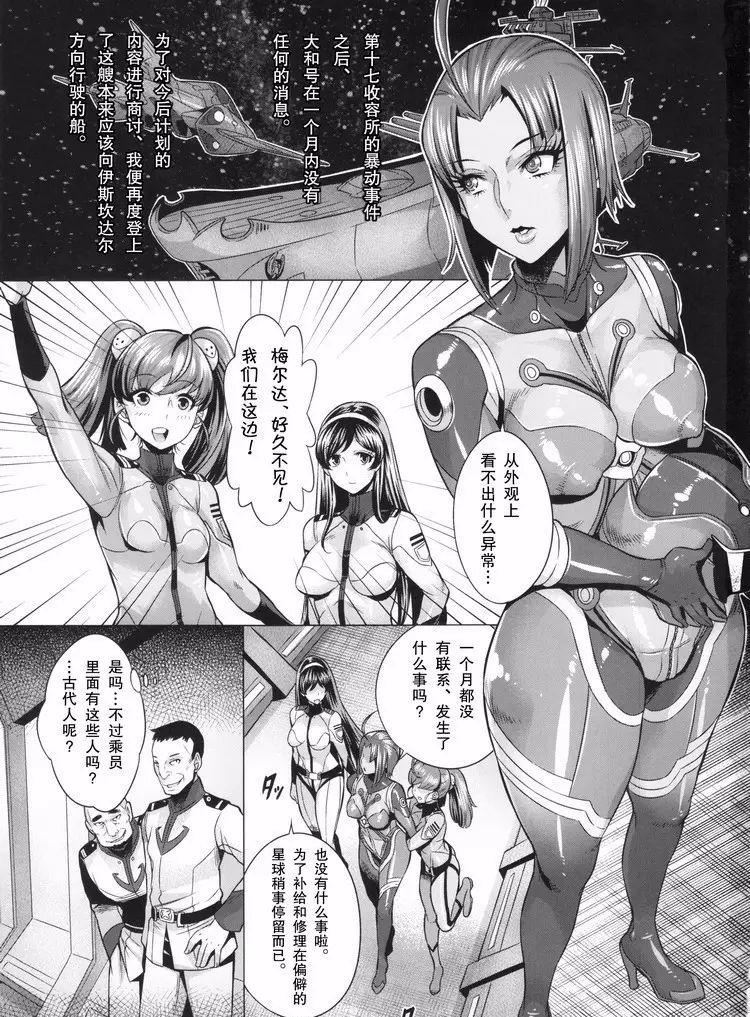 第十七收容所的暴动事件
之后、
大和号在一个月内没有
任何的消息。
为了对今后计划的
内容进行商讨、我便再度登上
了这艘本来应该向伊斯坎达尔
方向行驶的船。
梅尔达、好久不见！
我们在这边！
从外观上
看不出什么异常…
一个月都没
有联系、发生了
什么事吗？
也没有什么事啦。
为了补给和修理在偏僻的
星球稍事停留而已。
タッ
是吗…不过乘员
里面有这些人吗？
…古代人呢？